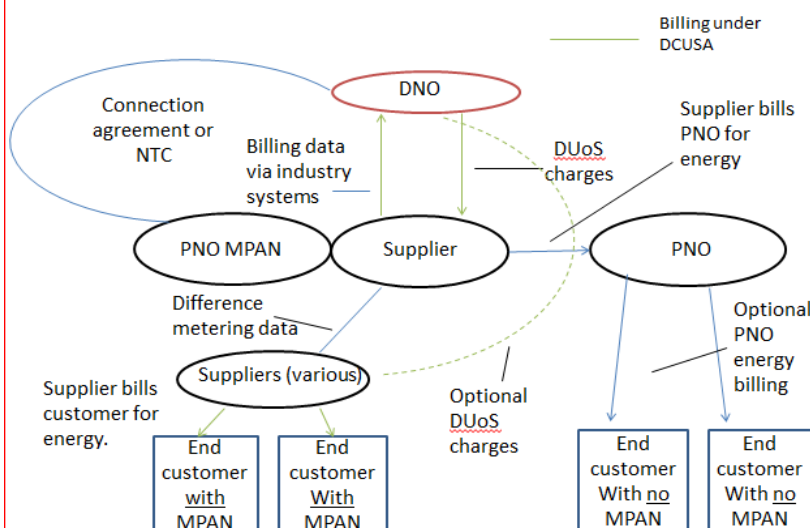 Billing under
DCUSA
DNO
Connection
agreement or
NTC
Billing data
via industry
systems
DUoS
charges
Supplier bills
PNO for
energy
PNO MPAN
Supplier
PNO
Difference
metering data
Suppliers (various)
Supplier bills
customer for
energy.
Optional
DUoS
charges
Optional
PNO
energy
billing
End
customer
with
MPAN
End
customer
With
MPAN
End
customer
With no
MPAN
End
customer
With no
MPAN